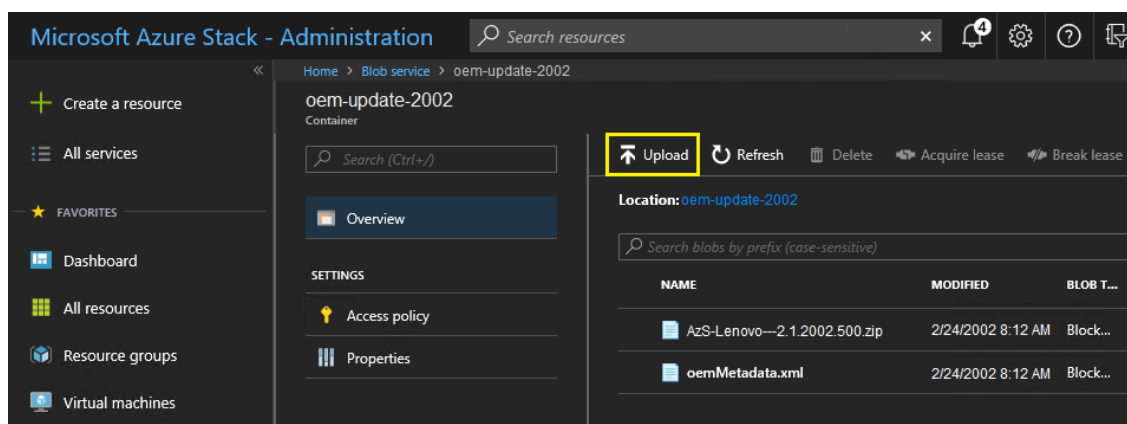 Microsoft Azure Stack - Administration
Search resources
4
Home > Blob service > oem-update-2002
oem-update-2002
Container
Create a resource
All services
FAVORITES
Dashboard
All resources
Resource groups
Virtual machines
Search (Ctrl+/)
Overview
SETTINGS
Access policy
Properties
Upload Refresh Delete Acquire lease Break lease
Location: oem-update-2002
Search blobs by prefix (case-sensitive)
NAME MODIFIED BLOB T...
AzS-Lenovo---2.1.2002.500.zip 2/24/2002 8:12 AM Block...
oemMetadata.xml 2/24/2002 8:12 AM Block...